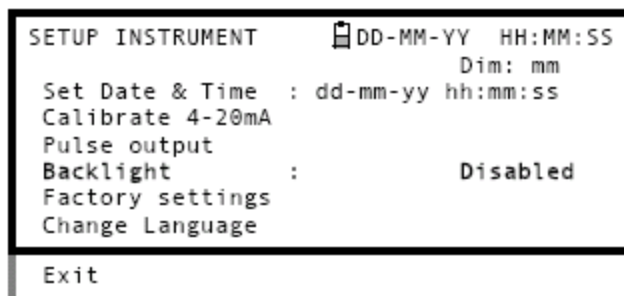 SETUP INSTRUMENT DD-MM-YY HH:MM:SS
Dim: mm
Set Date & Time : dd-mm-yy hh:mm:ss
Calibrate 4-20mA
Pulse output
Backlight : Disabled
Factory settings
Change Language
Exit